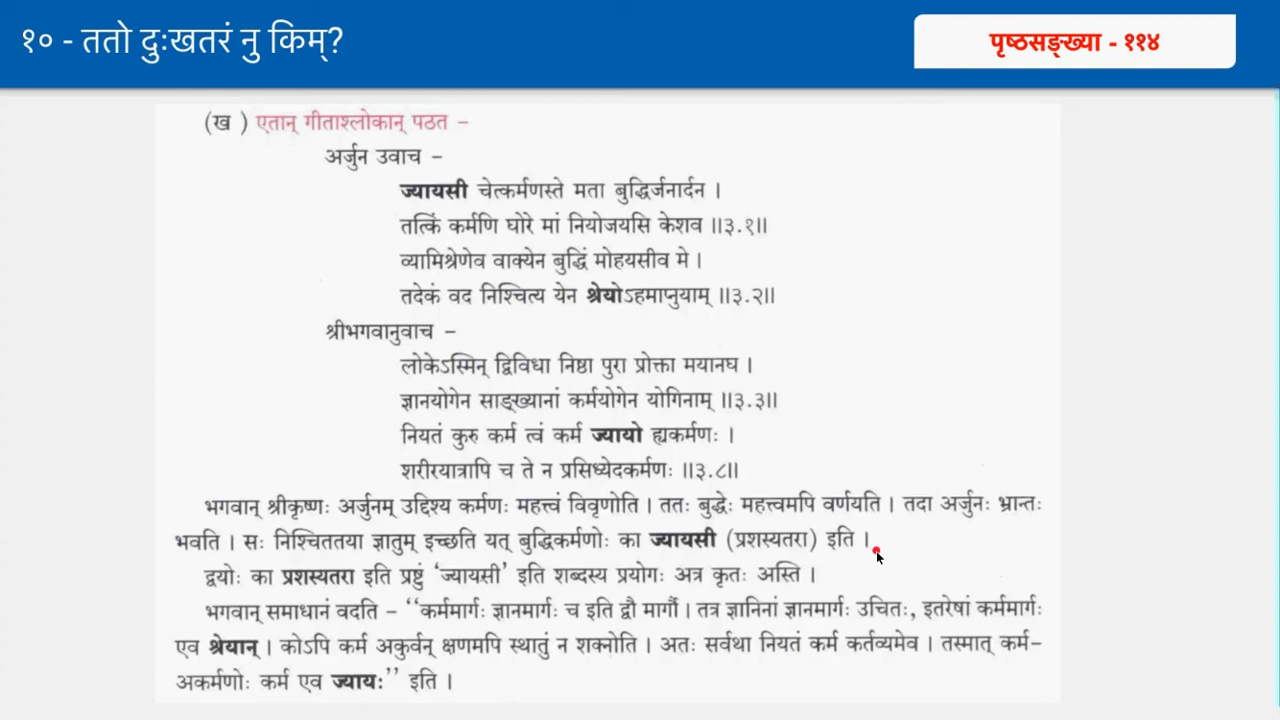 १० - ततो दुःखतरं नु किम्?
पृष्ठसङ्ख्या - ११४
(ख ) एतान् गीताश्लोकान् पठत –
अर्जुन उवाच –
ज्यायसी चेत्कर्मणस्ते मता बुद्धिर्जनार्दन ।
तत्किं कर्मणि घोरे मां नियोजयसि केशव ॥३.१॥
व्यामिश्रेणेव वाक्येन बुद्धिं मोहयसीव मे ।
तदेकं वद निश्चित्य येन श्रेयोऽहमाप्नुयाम् ॥३.२॥
श्रीभगवानुवाच –
लोकेऽस्मिन् द्विविधा निष्ठा पुरा प्रोक्ता मयानघ ।
ज्ञानयोगेन साङ्ख्यानां कर्मयोगेन योगिनाम् ॥३.३॥
नियतं कुरु कर्म त्वं कर्म ज्यायो ह्यकर्मणः ।
शरीरयात्रापि च ते न प्रसिध्येदकर्मणः ॥३.८॥
भगवान् श्रीकृष्णः अर्जुनम् उद्दिश्य कर्मणः महत्त्वं विवृणोति । ततः बुद्धेः महत्त्वमपि वर्णयति । तदा अर्जुनः भ्रान्तः
भवति । सः निश्चिततया ज्ञातुम् इच्छति यत् बुद्धिकर्मणोः का ज्यायसी (प्रशस्यतरा) इति ।
द्वयोः का प्रशस्यतरा इति प्रष्टुं ‘ज्यायसी’ इति शब्दस्य प्रयोगः अत्र कृतः अस्ति ।
भगवान् समाधानं वदति – ‘‘कर्ममार्गः ज्ञानमार्गः च इति द्वौ मार्गौ । तत्र ज्ञानिनां ज्ञानमार्गः उचितः, इतरेषां कर्ममार्गः
एव श्रेयान् । कोऽपि कर्म अकुर्वन् क्षणमपि स्थातुं न शक्नोति । अतः सर्वथा नियतं कर्म कर्तव्यमेव । तस्मात् कर्म–
अकर्मणोः कर्म एव ज्यायः’’ इति ।